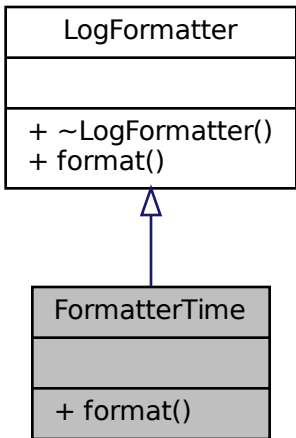 LogFormatter
+ ~LogFormatter()
+ format()
FormatterTime
+ format()